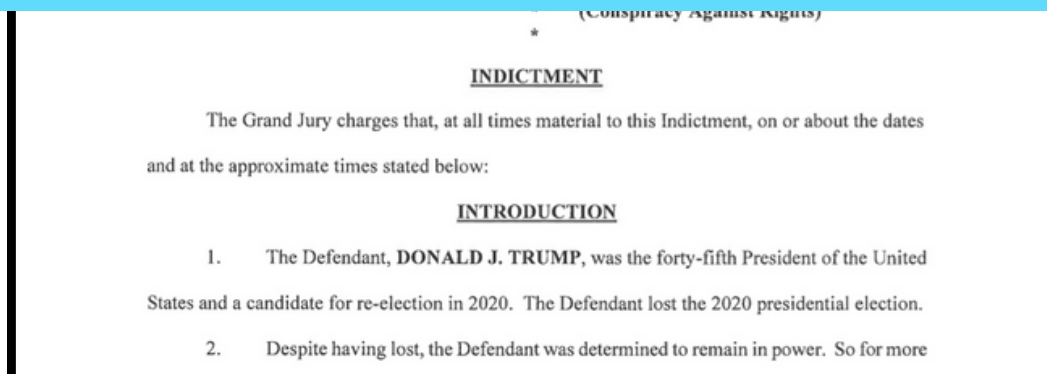 (Conspiracy Against Rights)
*
INDICTMENT
The Grand Jury charges that, at all times material to this Indictment, on or about the dates
and at the approximate times stated below:
INTRODUCTION
1. The Defendant, DONALD J. TRUMP, was the forty-fifth President of the United
States and a candidate for re-election in 2020. The Defendant lost the 2020 presidential election.
2. Despite having lost, the Defendant was determined to remain in power. So for more